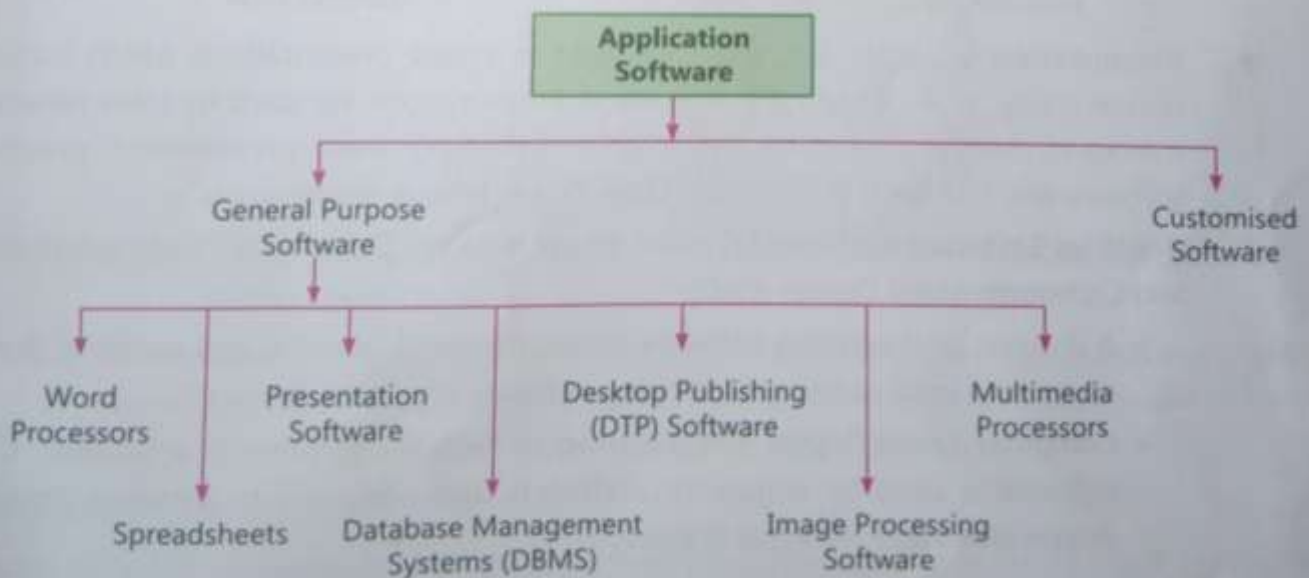 Application
Software
General Purpose
Software
Customised
Software
Word
Processors
Presentation
Software
Desktop Publishing
(DTP) Software
Multimedia
Processors
Spreadsheets
Database Management
Systems (DBMS)
Image Processing
Software